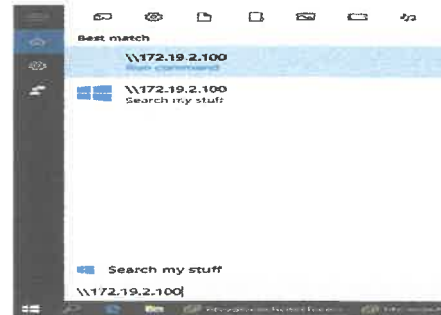 Best match
\\172.19.2.100
Run command
\\172.19.2.100
Search my stuff
Search my stuff
\\172.19.2.100